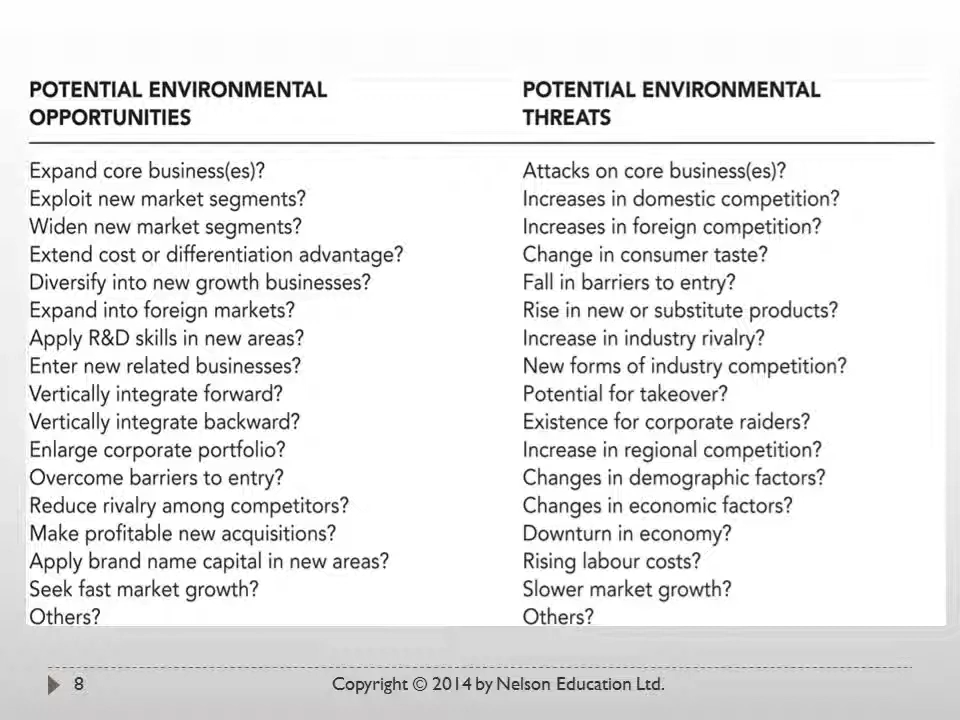 POTENTIAL ENVIRONMENTAL
OPPORTUNITIES
Expand core business(es)?
Exploit new market segments?
Widen new market segments?
Extend cost or differentiation advantage?
Diversify into new growth businesses?
Expand into foreign markets?
Apply R&D skills in new areas?
Enter new related businesses?
Vertically integrate forward?
Vertically integrate backward?
Enlarge corporate portfolio?
Overcome barriers to entry?
Reduce rivalry among competitors?
Make profitable new acquisitions?
Apply brand name capital in new areas?
Seek fast market growth?
Others?
POTENTIAL ENVIRONMENTAL
THREATS
Attacks on core business(es)?
Increases in domestic competition?
Increases in foreign competition?
Change in consumer taste?
Fall in barriers to entry?
Rise in new or substitute products?
Increase in industry rivalry?
New forms of industry competition?
Potential for takeover?
Existence for corporate raiders?
Increase in regional competition?
Changes in demographic factors?
Changes in economic factors?
Downturn in economy?
Rising labour costs?
Slower market growth?
Others?
8
Copyright © 2014 by Nelson Education Ltd.